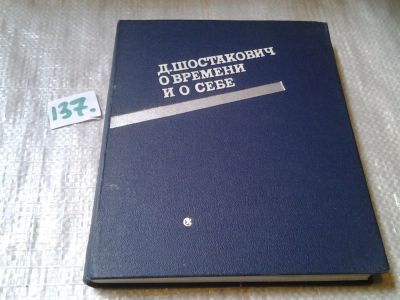 Д.ШОСТАКОВИЧ
О ВРЕМЕНИ
И О СЕБЕ
137.